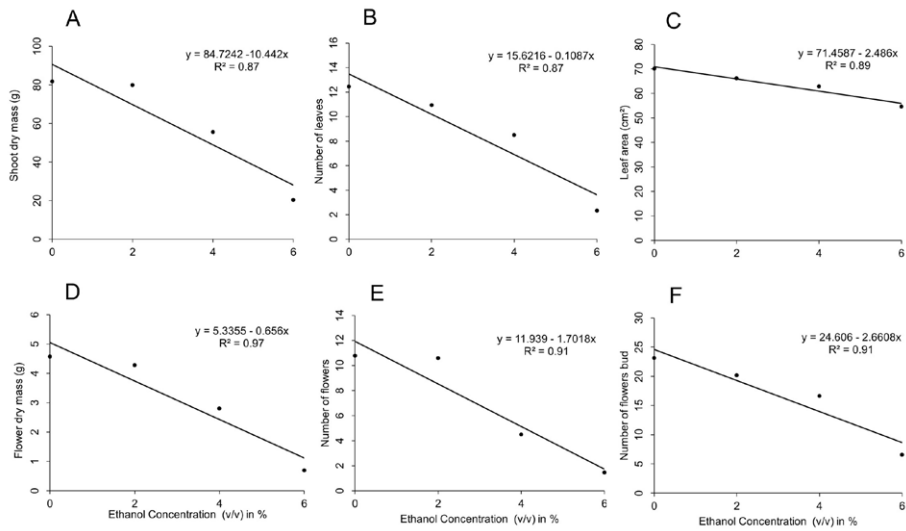 A
y = 84.7242 -10.442x
R² = 0.87
Shoot dry mass (g)
100
80
60
40
20
0
0 2 4 6
B
y = 15.6216 -0.1087x
R² = 0.87
Number of leaves
16
14
12
10
8
6
4
2
0
0 2 4 6
C
y = 71.4587 - 2.486x
R² = 0.89
Leaf area (cm²)
80
70
60
50
40
30
20
10
0
0 2 4 6
D
y = 5.3355 - 0.656x
R² = 0.97
Flower dry mass (g)
6
5
4
3
2
1
0
0 2 4 6
Ethanol Concentration (v/v) in %
E
y = 11.939 - 1.7018x
R² = 0.91
Number of flowers
14
12
10
8
6
4
2
0
0 2 4 6
Ethanol Concentration (v/v) in %
F
y = 24.606 - 2.6608x
R² = 0.91
Number of flowers bud
30
25
20
15
10
5
0
0 2 4 6
Ethanol Concentration (v/v) in %